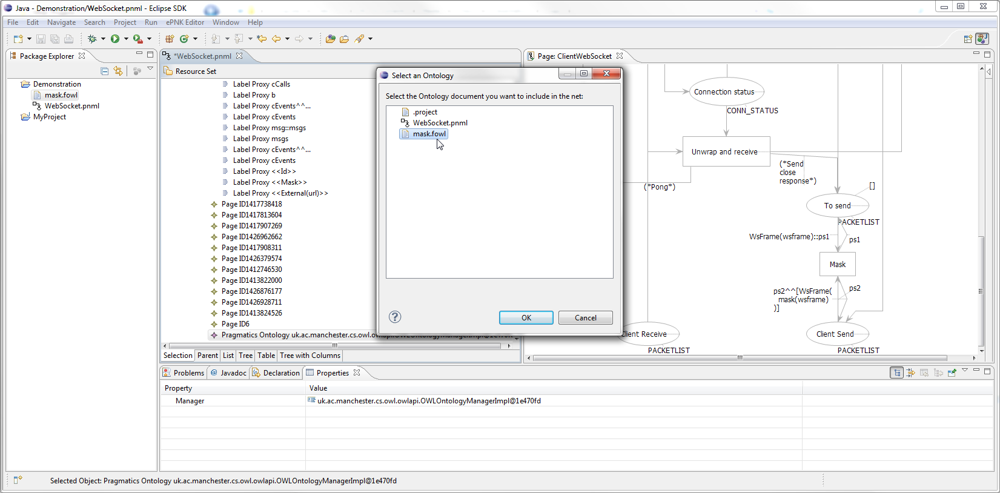 Java - Demonstration/WebSocket.pnml - Eclipse SDK
File Edit Navigate Search Project Run ePNK Editor Window Help
Package Explorer
Demonstration
mask.fowl
WebSocket.pnml
MyProject
*WebSocket.pnml
Resource Set
Label Proxy cCalls
Label Proxy b
Label Proxy cEvents^^...
Label Proxy cEvents
Label Proxy msg::msgs
Label Proxy msgs
Label Proxy cEvents^^...
Label Proxy cEvents
Label Proxy <<Id>>
Label Proxy <<Mask>>
Label Proxy <<External(url)>>
Page ID1417738418
Page ID1417813604
Page ID1417907269
Page ID1426962662
Page ID1417908311
Page ID1426379574
Page ID1412746530
Page ID1413822000
Page ID1426876177
Page ID1426928711
Page ID1413824526
Page ID6
Pragmatics Ontology uk.ac.manchester.cs.owl.owlapi.OWLOntologyManagerImpl@1e470fd
Selection Parent List Tree Table Tree with Columns
Select an Ontology
Select the Ontology document you want to include in the net:
.project
WebSocket.pnml
mask.fowl
?
OK Cancel
Page: ClientWebSocket
Connection status
CONN_STATUS
Unwrap and receive
(*Send
close
response*)
(*Pong*)
[]
To send
PACKETLIST
WsFrame(wsframe)::ps1
ps1
Mask
ps2
ps2^^[WsFrame(
mask(wsframe)
)]
Client Receive
PACKETLIST
Client Send
PACKETLIST
Problems @ Javadoc Declaration Properties
Property Value
Manager uk.ac.manchester.cs.owl.owlapi.OWLOntologyManagerImpl@1e470fd
Selected Object: Pragmatics Ontology uk.ac.manchester.cs.owl.owlapi.OWLOntologyManagerImpl@1e470fd